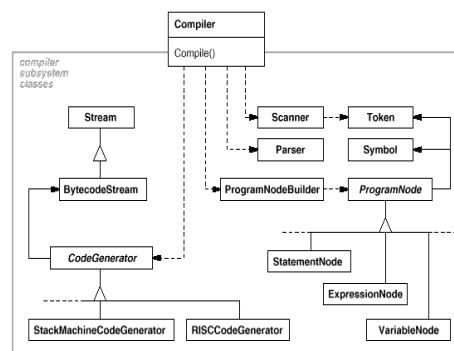 Compiler
Compile()
compiler
subsystem
classes
Stream
Scanner
Token
Parser
Symbol
BytecodeStream
ProgramNodeBuilder
ProgramNode
CodeGenerator
StatementNode
ExpressionNode
StackMachineCodeGenerator
RISCCodeGenerator
VariableNode